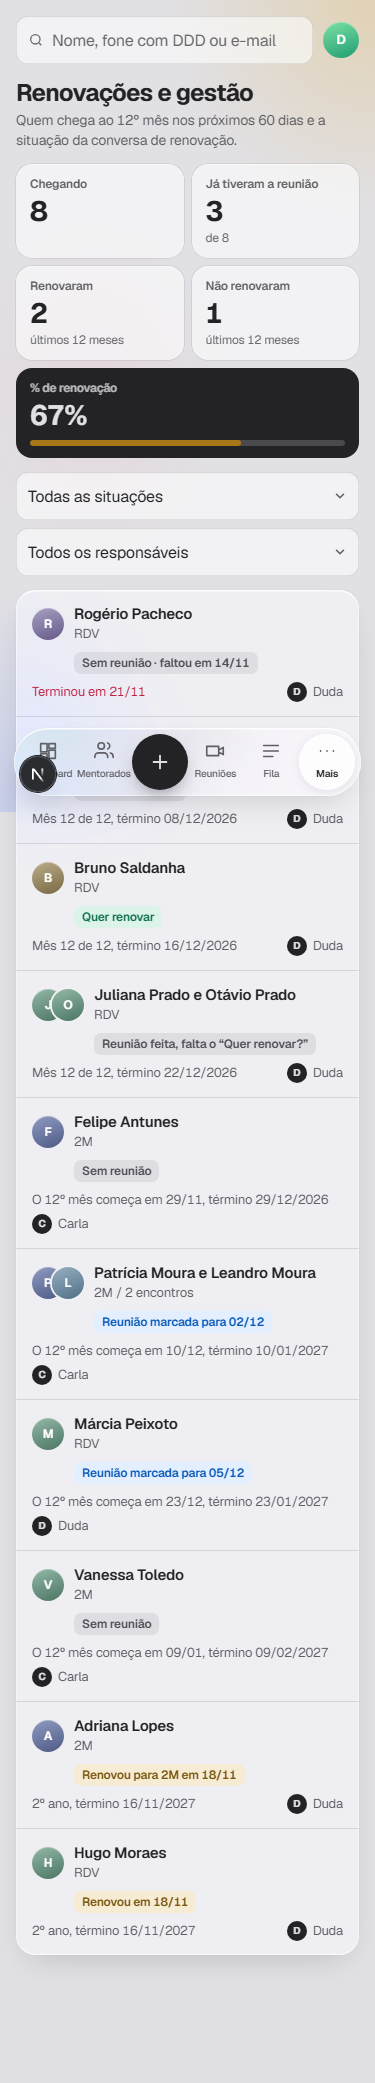 Nome, fone com DDD ou e-mail
D
Renovações e gestão
Quem chega ao 12º mês nos próximos 60 dias e a
situação da conversa de renovação.
Chegando
8
Já tiveram a reunião
3
de 8
Renovaram
2
últimos 12 meses
Não renovaram
1
últimos 12 meses
% de renovação
67%
Todas as situações
Todos os responsáveis
R
Rogério Pacheco
RDV
Sem reunião · faltou em 14/11
Terminou em 21/11
D Duda
N
Mentorados
+
Reuniões
Fila
Mais
Mês 12 de 12, término 08/12/2026
D Duda
B
Bruno Saldanha
RDV
Quer renovar
Mês 12 de 12, término 16/12/2026
D Duda
J O
Juliana Prado e Otávio Prado
RDV
Reunião feita, falta o “Quer renovar?”
Mês 12 de 12, término 22/12/2026
D Duda
F
Felipe Antunes
2M
Sem reunião
O 12º mês começa em 29/11, término 29/12/2026
C Carla
P L
Patrícia Moura e Leandro Moura
2M / 2 encontros
Reunião marcada para 02/12
O 12º mês começa em 10/12, término 10/01/2027
C Carla
M
Márcia Peixoto
RDV
Reunião marcada para 05/12
O 12º mês começa em 23/12, término 23/01/2027
D Duda
V
Vanessa Toledo
2M
Sem reunião
O 12º mês começa em 09/01, término 09/02/2027
C Carla
A
Adriana Lopes
2M
Renovou para 2M em 18/11
2º ano, término 16/11/2027
D Duda
H
Hugo Moraes
RDV
Renovou em 18/11
2º ano, término 16/11/2027
D Duda